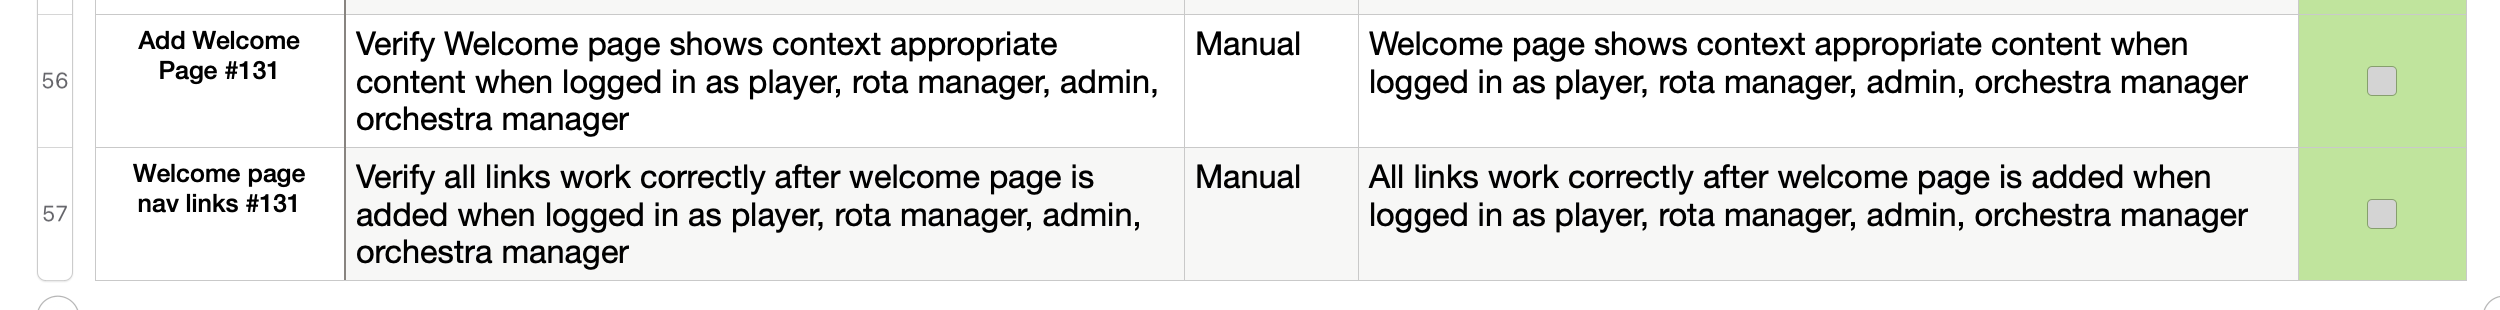 56
Add Welcome
Page #131
Verify Welcome page shows context appropriate
content when logged in as player, rota manager, admin,
orchestra manager
Manual
Welcome page shows context appropriate content when
logged in as player, rota manager, admin, orchestra manager
57
Welcome page
nav links #131
Verify all links work correctly after welcome page is
added when logged in as player, rota manager, admin,
orchestra manager
Manual
All links work correctly after welcome page is added when
logged in as player, rota manager, admin, orchestra manager